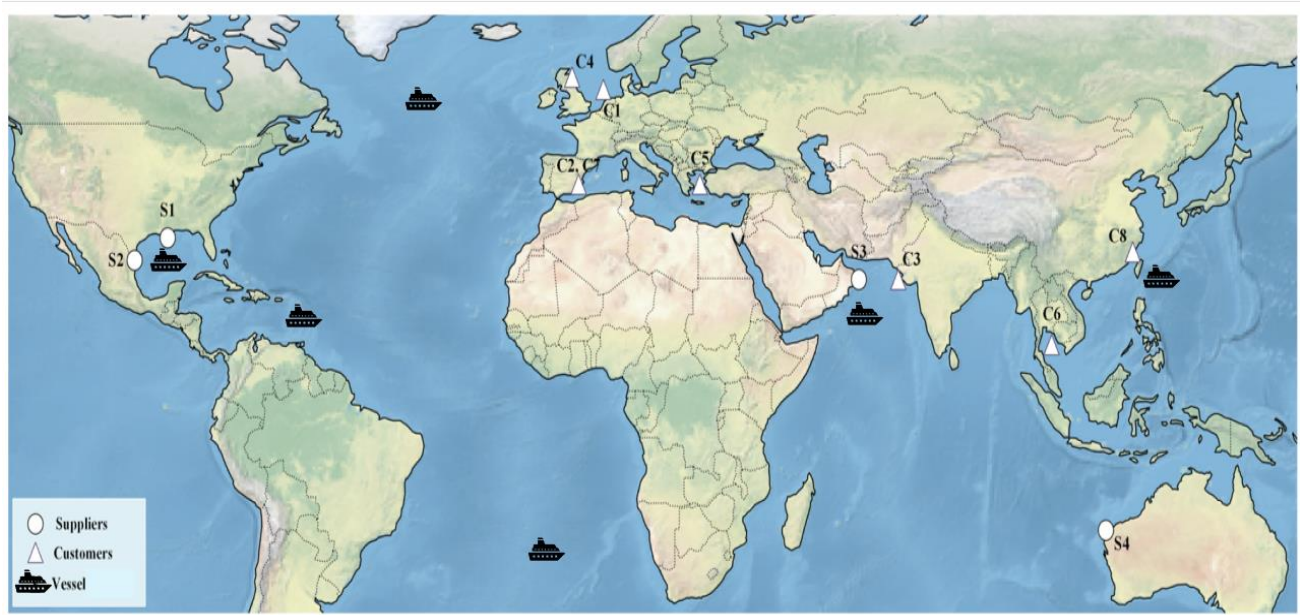 C4
C1
C2, C7
C5
S1
S2
S3
C3
C8
C6
S4
Suppliers
Customers
Vessel